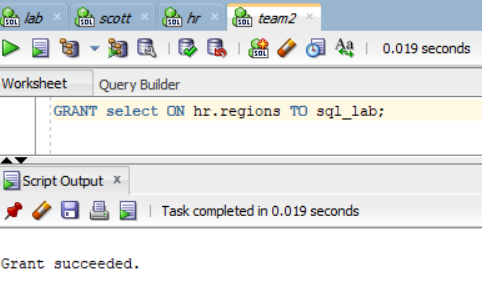 lab scott hr team2
0.019 seconds
Worksheet Query Builder
GRANT select ON hr.regions TO sql_lab;
Script Output
Task completed in 0.019 seconds
Grant succeeded.